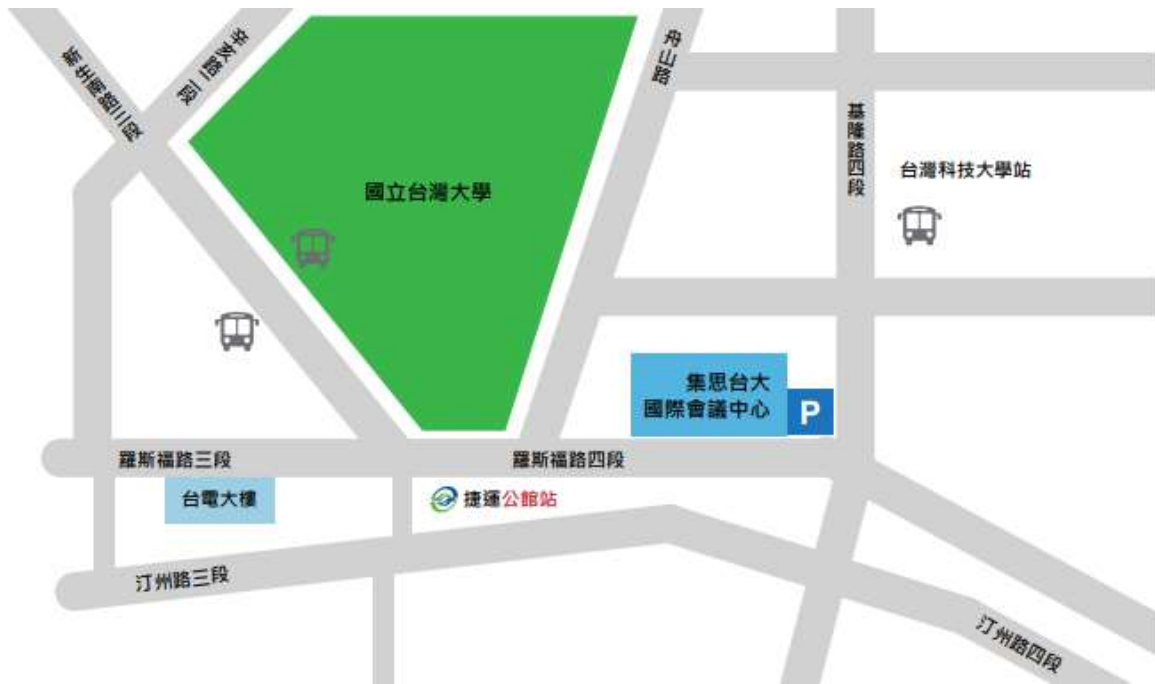 新生南路三段
辛亥路二段
舟山路
基隆路四段
國立台灣大學
台灣科技大學站
集思台大
國際會議中心
P
羅斯福路三段
羅斯福路四段
台電大樓
捷運公館站
汀州路三段
汀州路四段